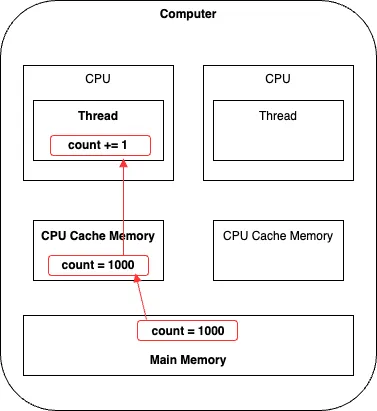 Computer
CPU
CPU
Thread
Thread
count += 1
CPU Cache Memory
CPU Cache Memory
count = 1000
count = 1000
Main Memory